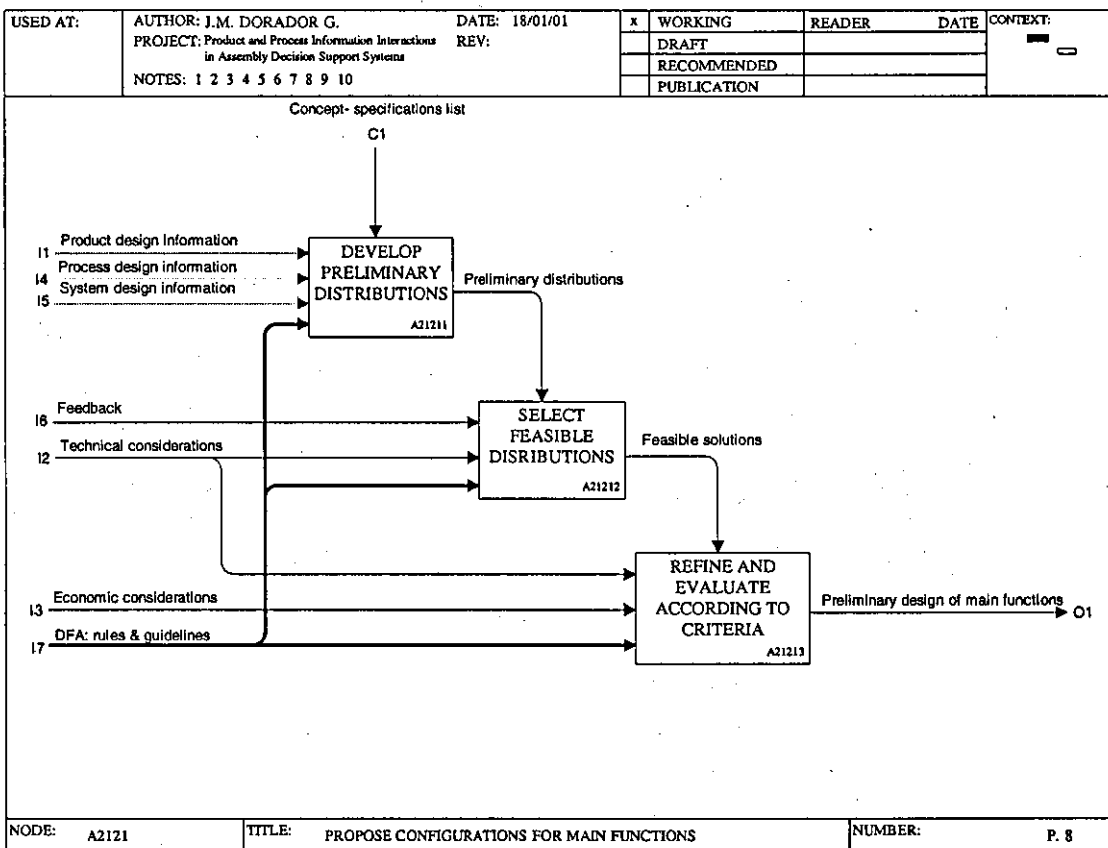 USED AT:
AUTHOR: J.M. DORADOR G.
DATE: 18/01/01
PROJECT: Product and Process Information Interactions
in Assembly Decision Support Systems
REV:
NOTES: 1 2 3 4 5 6 7 8 9 10
x WORKING
DRAFT
RECOMMENDED
PUBLICATION
READER DATE
CONTEXT:
Concept- specifications list
C1
I1 Product design Information
I4 Process design information
I5 System design information
DEVELOP
PRELIMINARY
DISTRIBUTIONS
A21211
Preliminary distributions
I6 Feedback
I2 Technical considerations
SELECT
FEASIBLE
DISRIBUTIONS
A21212
Feasible solutions
I3 Economic considerations
I7 DFA: rules & guidelines
REFINE AND
EVALUATE
ACCORDING TO
CRITERIA
A21213
Preliminary design of main functions
O1
NODE: A2121
TITLE: PROPOSE CONFIGURATIONS FOR MAIN FUNCTIONS
NUMBER: P. 8